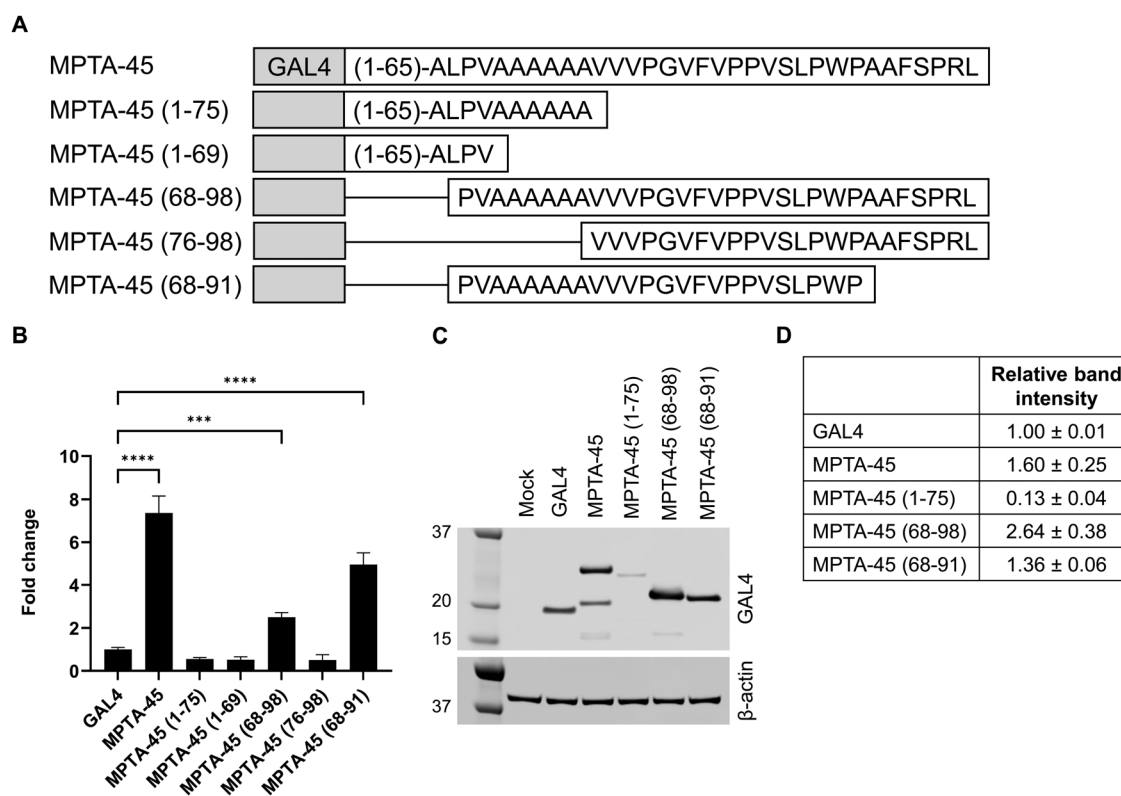 A
MPTA-45 GAL4 (1-65)-ALPVAAAAAAVVVPGVFVPPVSLPWPAAFSPRL
MPTA-45 (1-75) (1-65)-ALPVAAAAAA
MPTA-45 (1-69) (1-65)-ALPV
MPTA-45 (68-98) PVAAAAAAVVVPGVFVPPVSLPWPAAFSPRL
MPTA-45 (76-98) VVVPGVFVPPVSLPWPAAFSPRL
MPTA-45 (68-91) PVAAAAAAVVVPGVFVPPVSLPWP
B
****
***
****
10
8
6
4
2
0
Fold change
GAL4
MPTA-45
MPTA-45 (1-75)
MPTA-45 (1-69)
MPTA-45 (68-98)
MPTA-45 (76-98)
MPTA-45 (68-91)
C
Mock
GAL4
MPTA-45
MPTA-45 (1-75)
MPTA-45 (68-98)
MPTA-45 (68-91)
37
20
15
GAL4
37
β-actin
D
Relative band
intensity
GAL4 1.00 ± 0.01
MPTA-45 1.60 ± 0.25
MPTA-45 (1-75) 0.13 ± 0.04
MPTA-45 (68-98) 2.64 ± 0.38
MPTA-45 (68-91) 1.36 ± 0.06